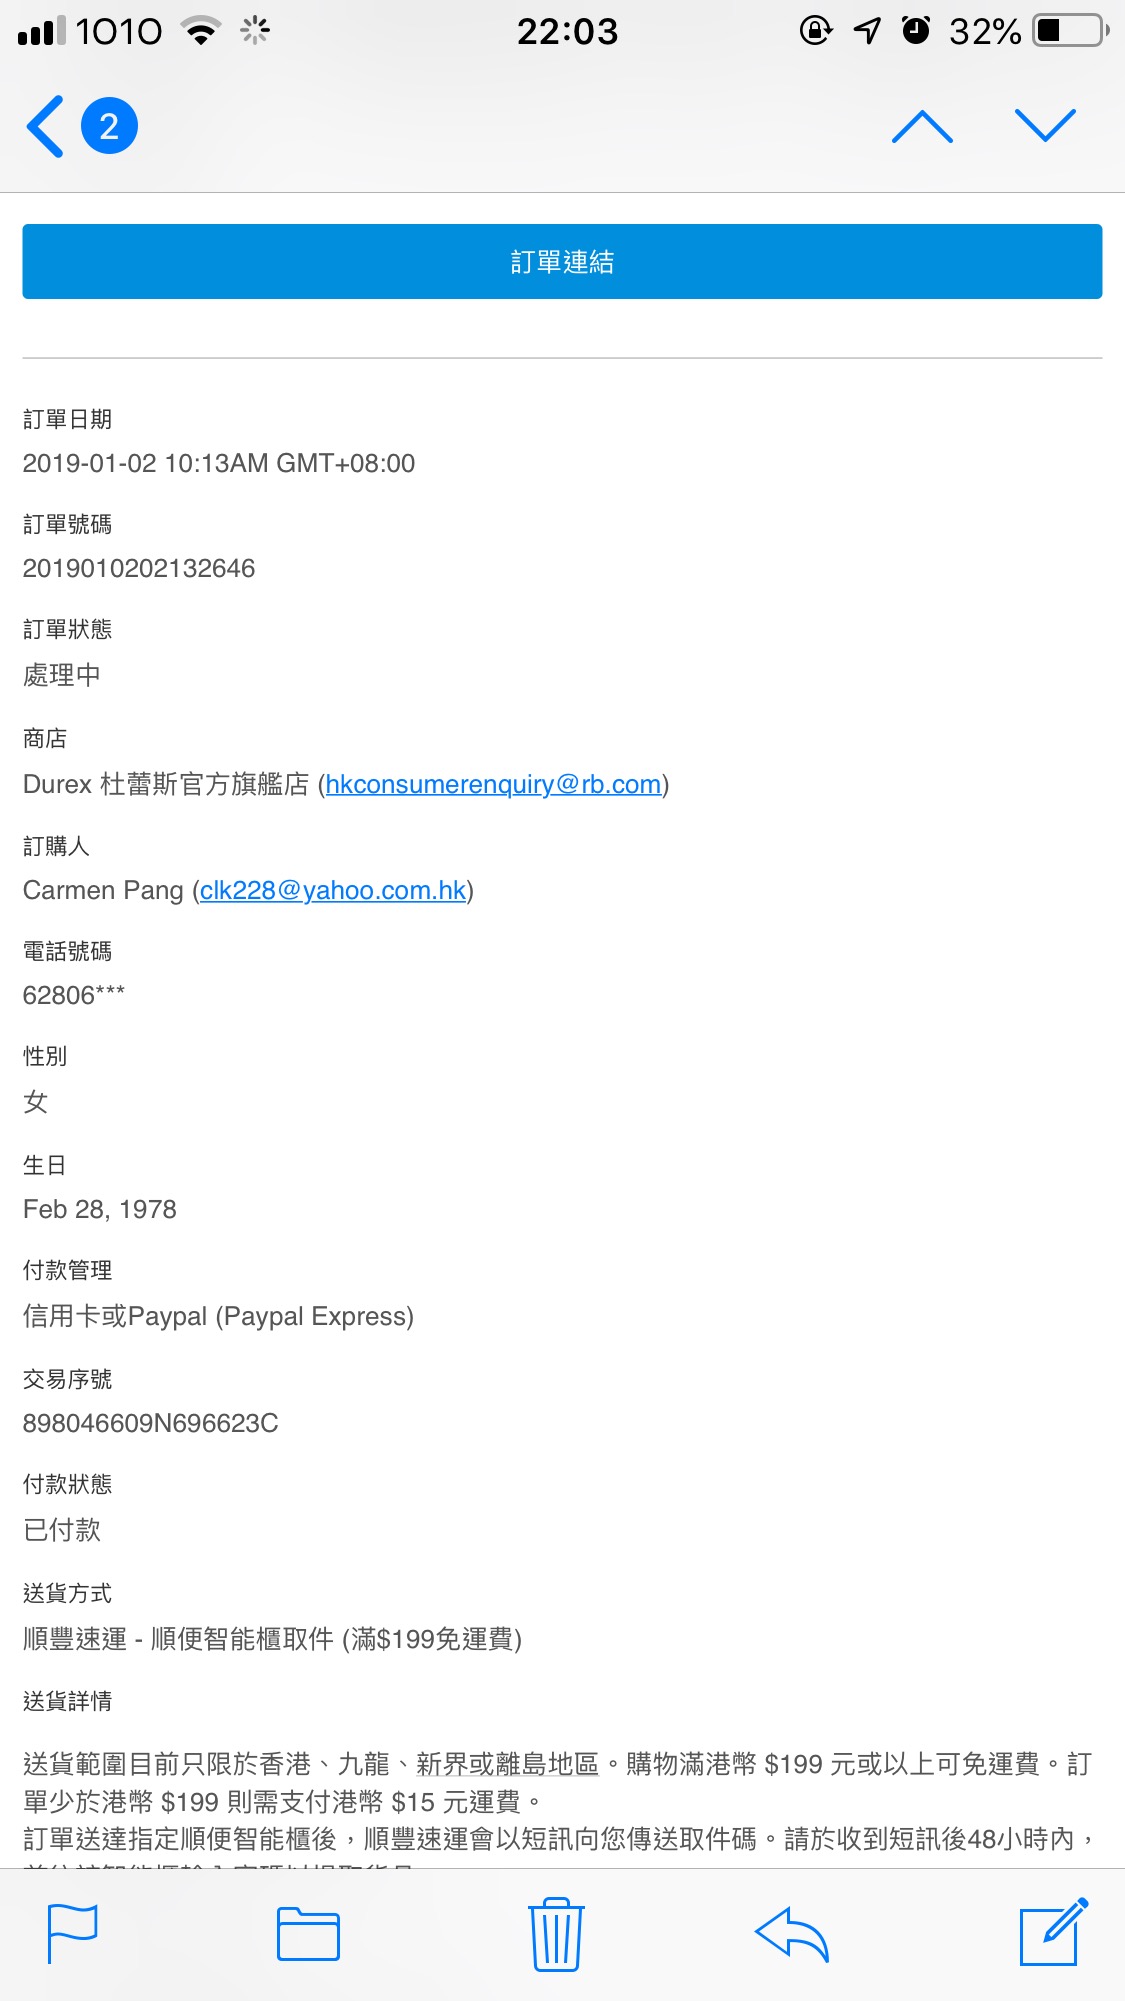 1O1O
22:03
32%
2
訂單連結
訂單日期
2019-01-02 10:13AM GMT+08:00
訂單號碼
2019010202132646
訂單狀態
處理中
商店
Durex 杜蕾斯官方旗艦店 (hkconsumerenquiry@rb.com)
訂購人
Carmen Pang (clk228@yahoo.com.hk)
電話號碼
62806***
性別
女
生日
Feb 28, 1978
付款管理
信用卡或Paypal (Paypal Express)
交易序號
898046609N696623C
付款狀態
已付款
送貨方式
順豐速運 - 順便智能櫃取件 (滿$199免運費)
送貨詳情
送貨範圍目前只限於香港、九龍、新界或離島地區。購物滿港幣 $199 元或以上可免運費。訂
單少於港幣 $199 則需支付港幣 $15 元運費。
訂單送達指定順便智能櫃後，順豐速運會以短訊向您傳送取件碼。請於收到短訊後48小時內，